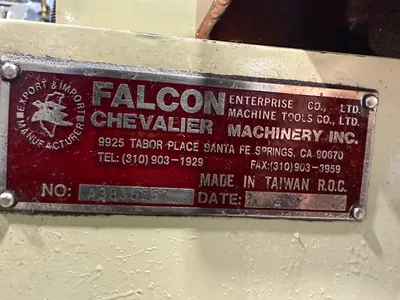 EXPORT & IMPORT
MANUFACTURER
FALCON ENTERPRISE CO., LTD.
MACHINE TOOLS CO., LTD.
CHEVALIER MACHINERY INC.
9925 TABOR PLACE SANTA FE SPRINGS, CA 90670
TEL:(310)903-1929 FAX:(310)903-3959
MADE IN TAIWAN R.O.C.
NO: DATE: